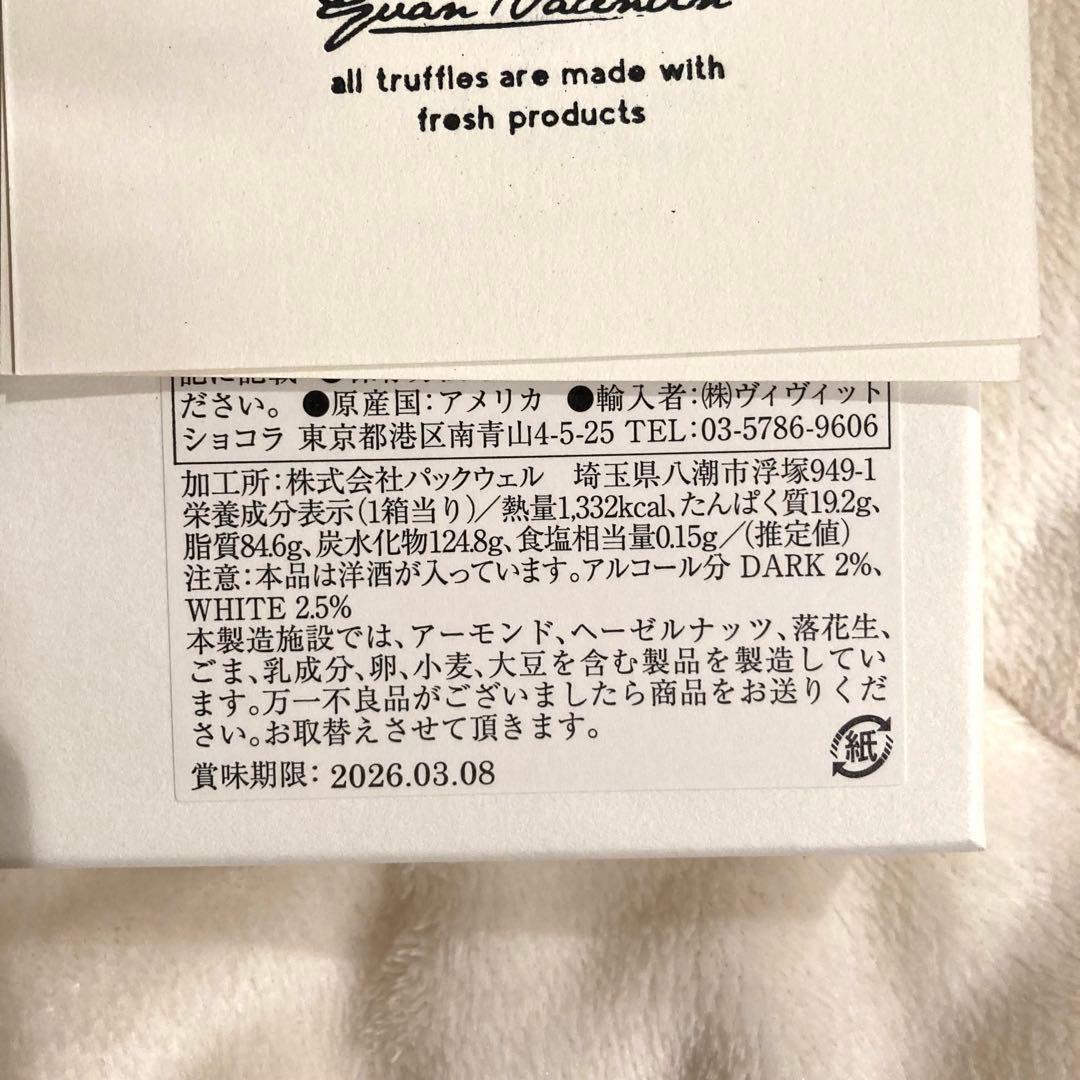 Euan Valentin
all truffles are made with
fresh products
ださい。 ●原産国:アメリカ ●輸入者:㈱ヴィヴィット
ショコラ 東京都港区南青山4-5-25 TEL:03-5786-9606
加工所:株式会社パックウェル 埼玉県八潮市浮塚949-1
栄養成分表示(1箱当り)/熱量1,332kcal、たんぱく質19.2g、
脂質84.6g、炭水化物124.8g、食塩相当量0.15g/(推定値)
注意:本品は洋酒が入っています。アルコール分 DARK 2%、
WHITE 2.5%
本製造施設では、アーモンド、ヘーゼルナッツ、落花生、
ごま、乳成分、卵、小麦、大豆を含む製品を製造してい
ます。万一不良品がございましたら商品をお送りくだ
さい。お取替えさせて頂きます。
紙
賞味期限: 2026.03.08